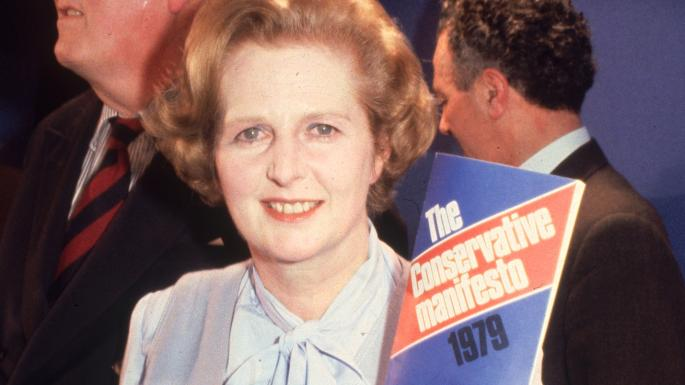 The
Conservative
manifesto
1979